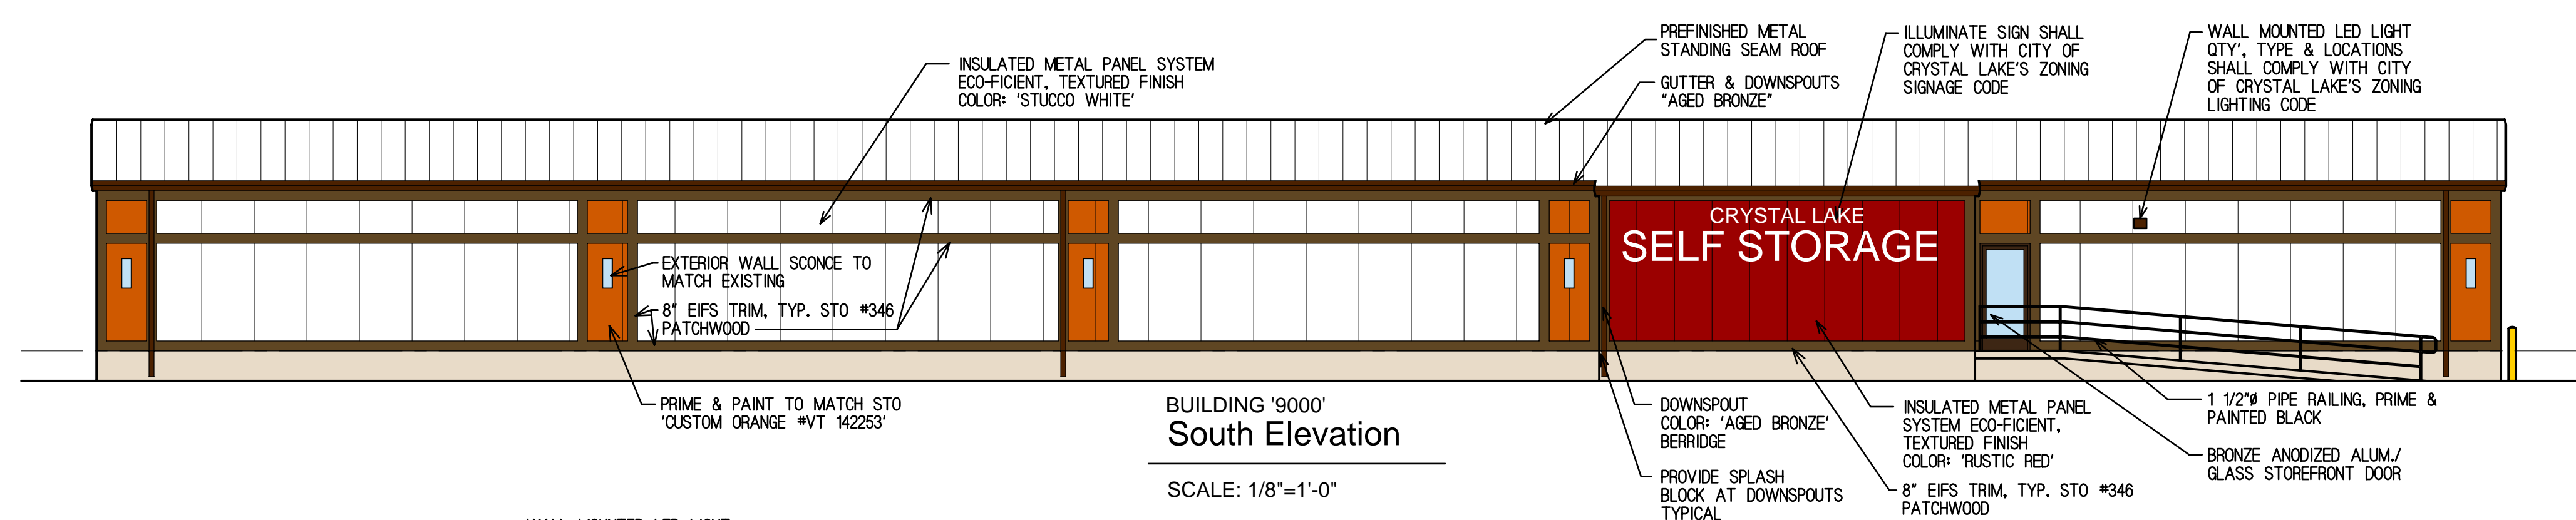 INSULATED METAL PANEL SYSTEM
ECO-FICIENT, TEXTURED FINISH
COLOR: 'STUCCO WHITE'
PREFINISHED METAL
STANDING SEAM ROOF
GUTTER & DOWNSPOUTS
"AGED BRONZE"
ILLUMINATE SIGN SHALL
COMPLY WITH CITY OF
CRYSTAL LAKE'S ZONING
SIGNAGE CODE
WALL MOUNTED LED LIGHT
QTY', TYPE & LOCATIONS
SHALL COMPLY WITH CITY
OF CRYSTAL LAKE'S ZONING
LIGHTING CODE
CRYSTAL LAKE
SELF STORAGE
EXTERIOR WALL SCONCE TO
MATCH EXISTING
8" EIFS TRIM, TYP. STO #346
PATCHWOOD
PRIME & PAINT TO MATCH STO
'CUSTOM ORANGE #VT 142253'
BUILDING '9000'
South Elevation
SCALE: 1/8"=1'-0"
DOWNSPOUT
COLOR: 'AGED BRONZE'
BERRIDGE
PROVIDE SPLASH
BLOCK AT DOWNSPOUTS
TYPICAL
INSULATED METAL PANEL
SYSTEM ECO-FICIENT,
TEXTURED FINISH
COLOR: 'RUSTIC RED'
8" EIFS TRIM, TYP. STO #346
PATCHWOOD
1 1/2"Ø PIPE RAILING, PRIME &
PAINTED BLACK
BRONZE ANODIZED ALUM./
GLASS STOREFRONT DOOR